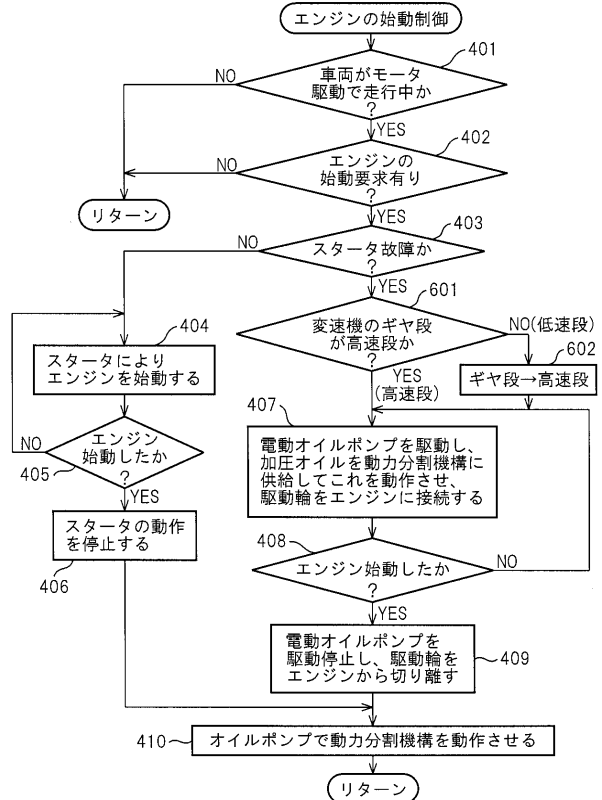 エンジンの始動制御
401
車両がモータ
駆動で走行中か
?
NO
YES
402
エンジンの
始動要求有り
?
NO
YES
リターン
403
スタータ故障か
?
NO
YES
601
変速機のギヤ段
が高速段か
?
NO(低速段)
YES
(高速段)
602
ギヤ段→高速段
404
スタータにより
エンジンを始動する
405
エンジン
始動したか
?
NO
YES
406
スタータの動作
を停止する
407
電動オイルポンプを駆動し、
加圧オイルを動力分割機構に
供給してこれを動作させ、
駆動輪をエンジンに接続する
408
エンジン始動したか
?
NO
YES
電動オイルポンプを
駆動停止し、駆動輪を
エンジンから切り離す
409
410
オイルポンプで動力分割機構を動作させる
リターン